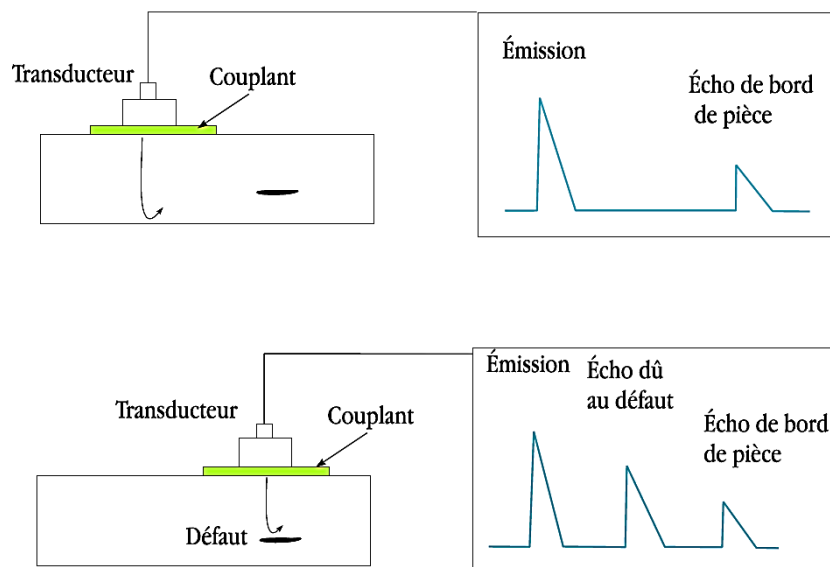 Émission
Transducteur
Couplant
Écho de bord
de pièce
Émission
Écho dû
au défaut
Transducteur
Couplant
Écho de bord
de pièce
Défaut